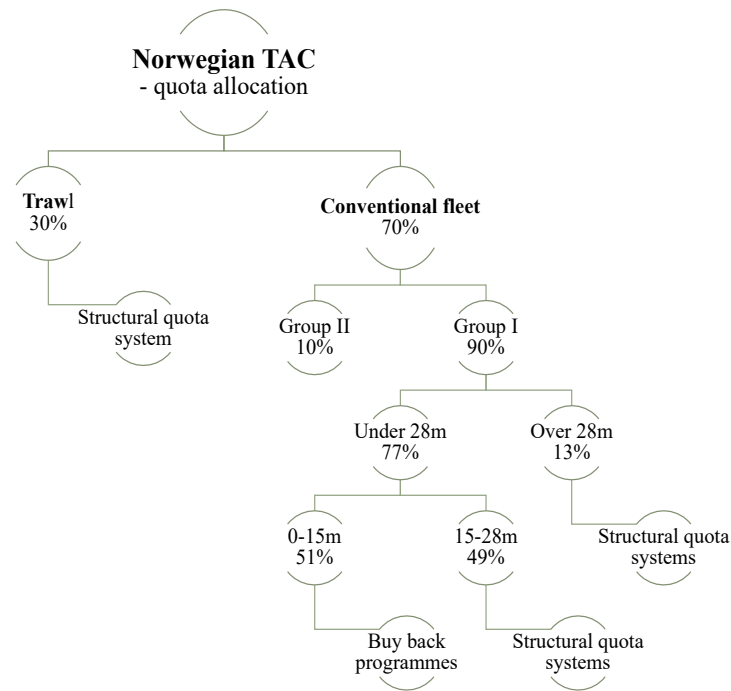 Norwegian TAC
- quota allocation
Trawl
30%
Conventional fleet
70%
Structural quota
system
Group II
10%
Group I
90%
Under 28m
77%
Over 28m
13%
0-15m
51%
15-28m
49%
Structural quota
systems
Buy back
programmes
Structural quota
systems